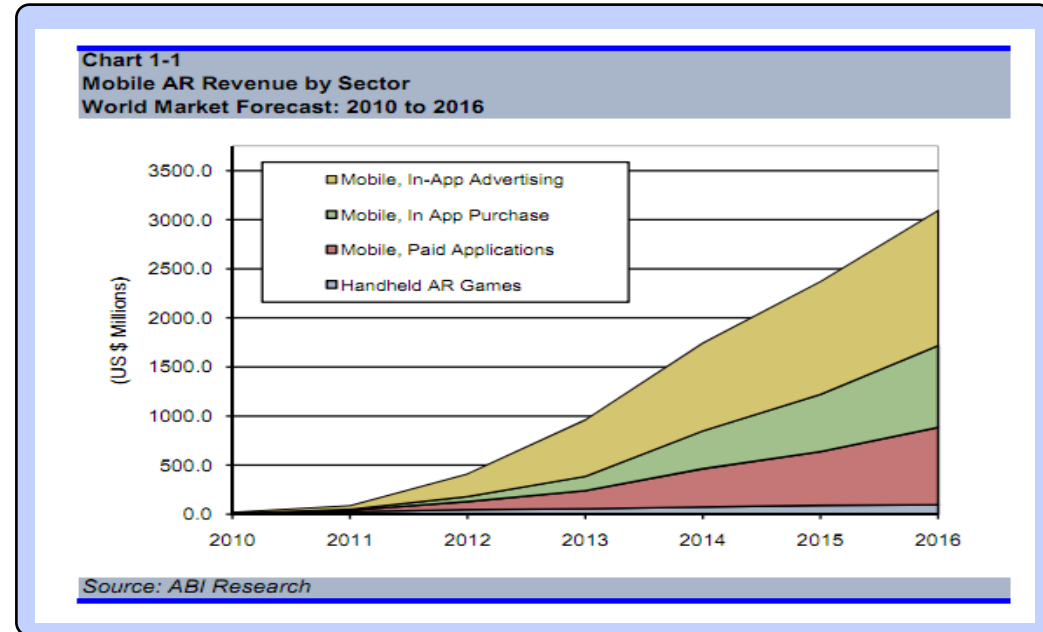 Chart 1-1
Mobile AR Revenue by Sector
World Market Forecast: 2010 to 2016
3500.0
3000.0
2500.0
2000.0
1500.0
1000.0
500.0
0.0
(US $ Millions)
Mobile, In-App Advertising
Mobile, In App Purchase
Mobile, Paid Applications
Handheld AR Games
2010 2011 2012 2013 2014 2015 2016
Source: ABI Research